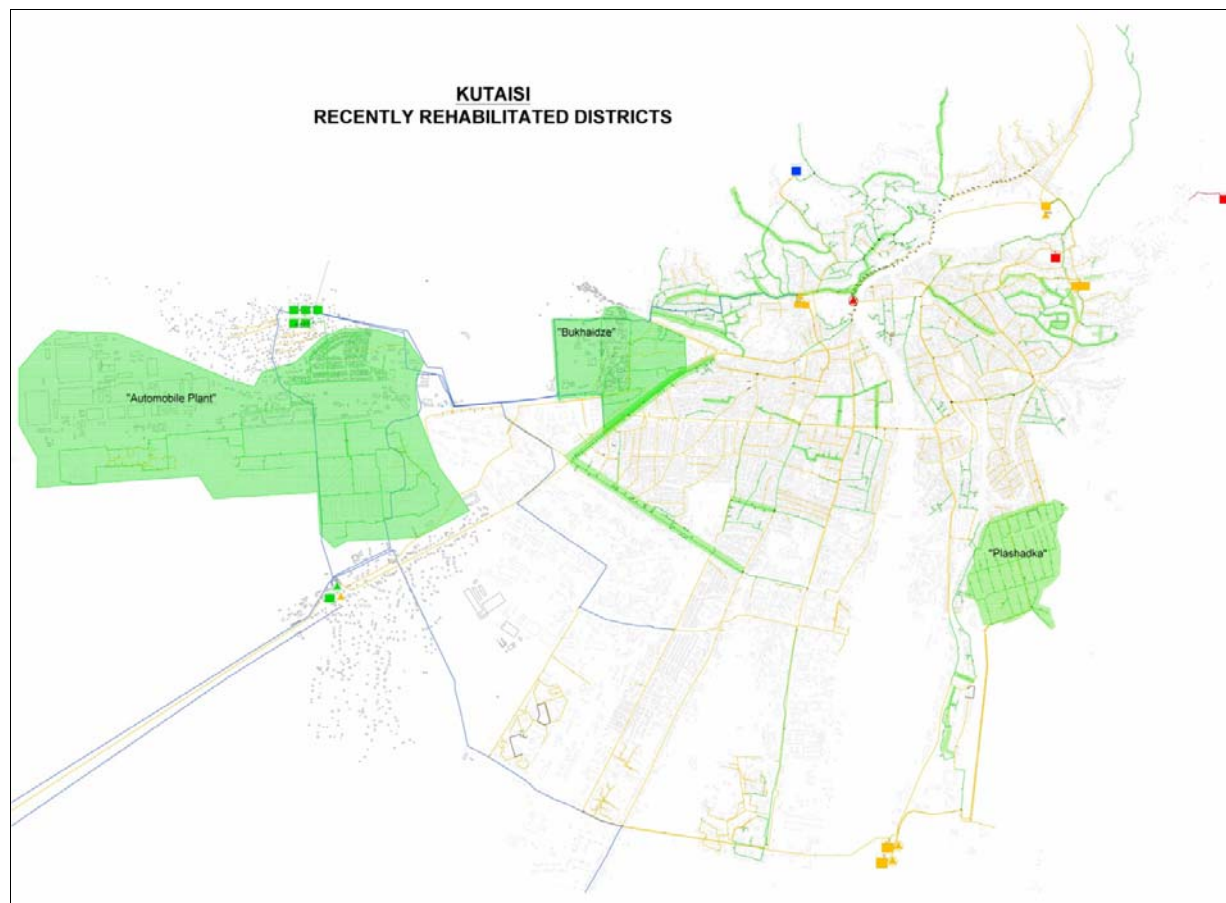 KUTAISI
RECENTLY REHABILITATED DISTRICTS
"Bukhaidze"
"Automobile Plant"
"Plashadka"